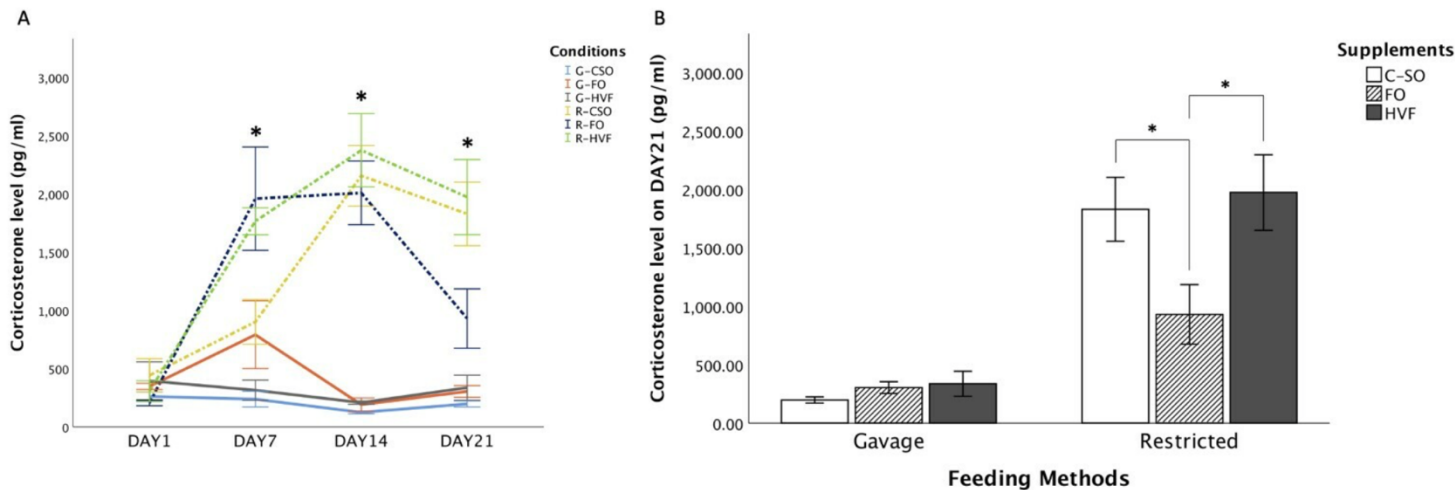 A
Corticosterone level (pg/ml)
3,000
2,500
2,000
1,500
1,000
500
0
DAY1
DAY7
DAY14
DAY21
*
*
*
Conditions
G-CSO
G-FO
G-HVF
R-CSO
R-FO
R-HVF
B
Corticosterone level on DAY21 (pg/ml)
3,000.00
2,500.00
2,000.00
1,500.00
1,000.00
500.00
0.00
*
*
Gavage
Restricted
Feeding Methods
Supplements
C-SO
FO
HVF